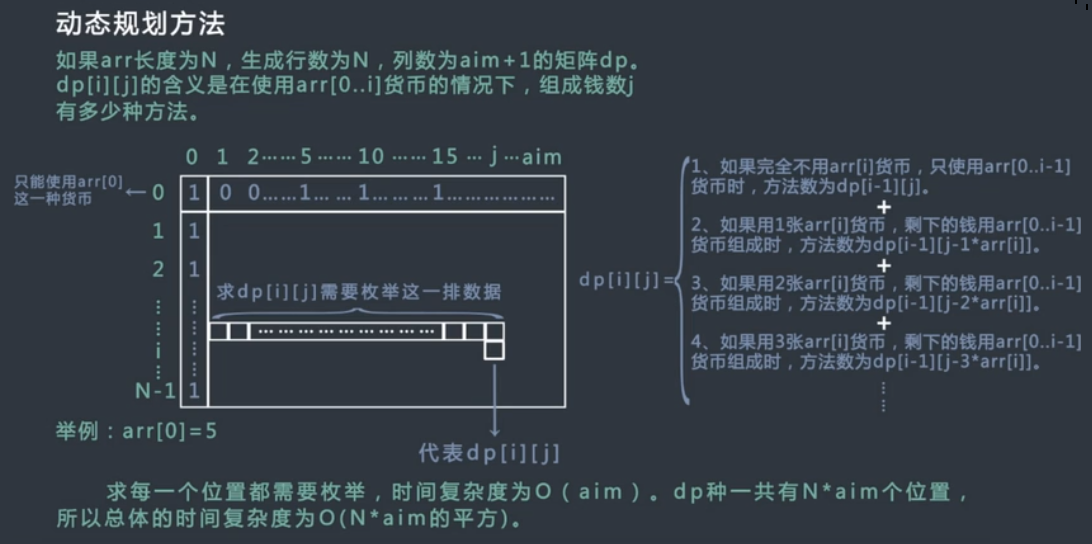 动态规划方法
如果arr长度为N，生成行数为N，列数为aim+1的矩阵dp。
dp[i][j]的含义是在使用arr[0..i]货币的情况下，组成钱数j
有多少种方法。
0 1 2……5……10……15…j…aim
只能使用arr[0]
这一种货币
←0 1 0 0……1……1……1………………
1 1
2 1
求dp[i][j]需要枚举这一排数据
i
N-1 1
举例：arr[0]=5
代表dp[i][j]
dp[i][j]=
1、如果完全不用arr[i]货币，只使用arr[0..i-1]
货币时，方法数为dp[i-1][j]。
+
2、如果用1张arr[i]货币，剩下的钱用arr[0..i-1]
货币组成时，方法数为dp[i-1][j-1*arr[i]]。
+
3、如果用2张arr[i]货币，剩下的钱用arr[0..i-1]
货币组成时，方法数为dp[i-1][j-2*arr[i]]。
+
4、如果用3张arr[i]货币，剩下的钱用arr[0..i-1]
货币组成时，方法数为dp[i-1][j-3*arr[i]]。
……
求每一个位置都需要枚举，时间复杂度为O（aim）。dp种一共有N*aim个位置，
所以总体的时间复杂度为O(N*aim的平方)。